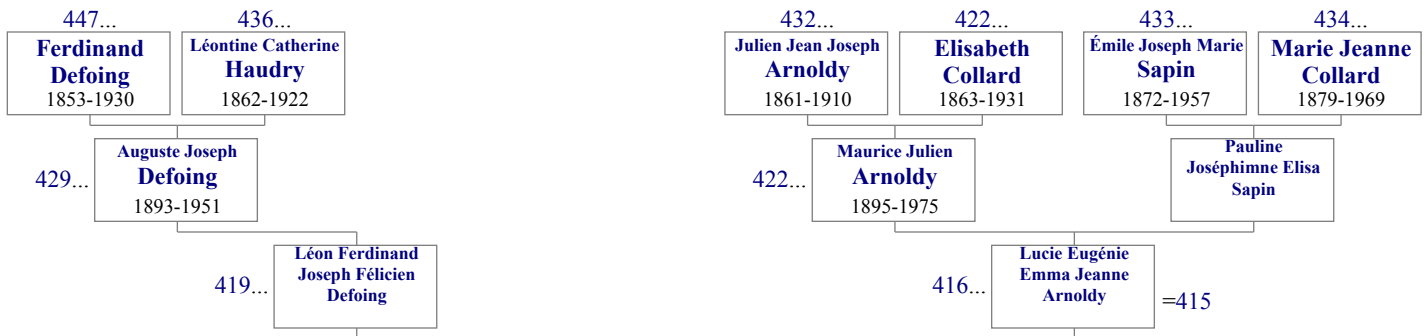 447...
436...
432...
422...
433...
434...
Ferdinand
Defoing
1853-1930
Léontine Catherine
Haudry
1862-1922
Julien Jean Joseph
Arnoldy
1861-1910
Elisabeth
Collard
1863-1931
Émile Joseph Marie
Sapin
1872-1957
Marie Jeanne
Collard
1879-1969
429...
Auguste Joseph
Defoing
1893-1951
422...
Maurice Julien
Arnoldy
1895-1975
Pauline
Joséphimne Elisa
Sapin
419...
Léon Ferdinand
Joseph Félicien
Defoing
416...
Lucie Eugénie
Emma Jeanne
Arnoldy
=415